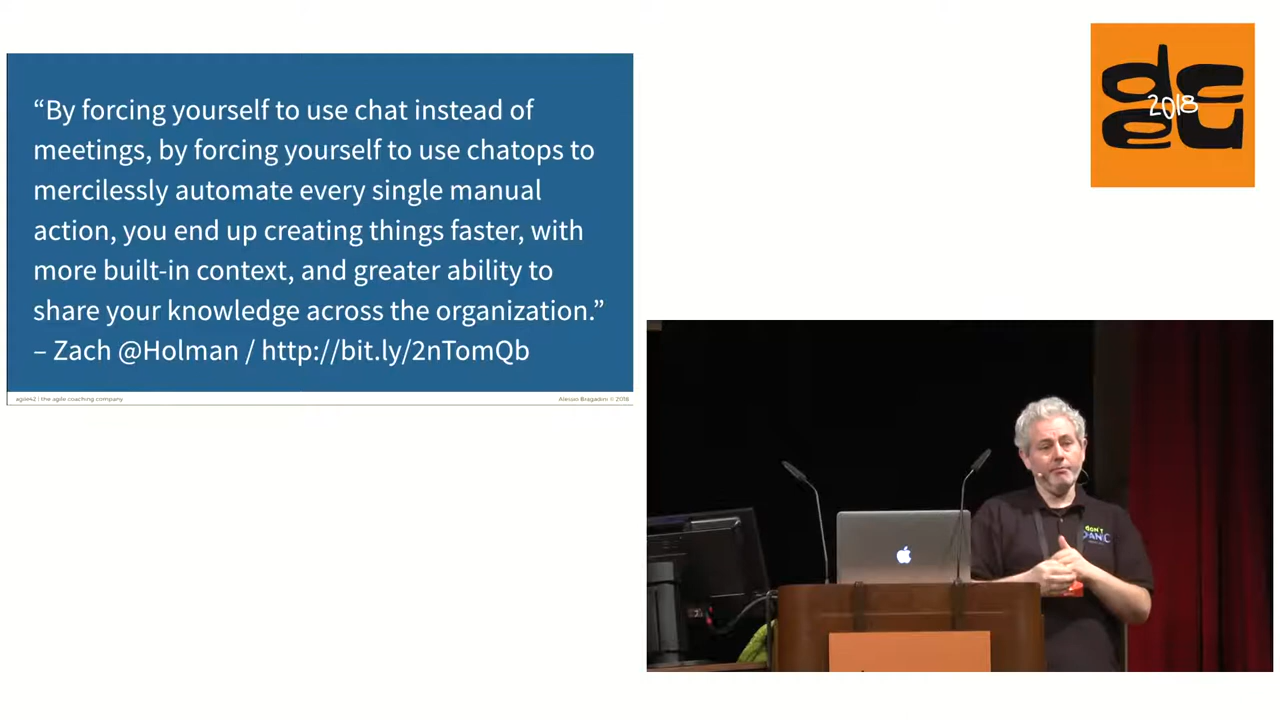 “By forcing yourself to use chat instead of
meetings, by forcing yourself to use chatops to
mercilessly automate every single manual
action, you end up creating things faster, with
more built-in context, and greater ability to
share your knowledge across the organization.”
– Zach @Holman / http://bit.ly/2nTomQb
agile42 | the agile coaching company
Alessio Bragadini © 2018
2018
DON'T
PANIC